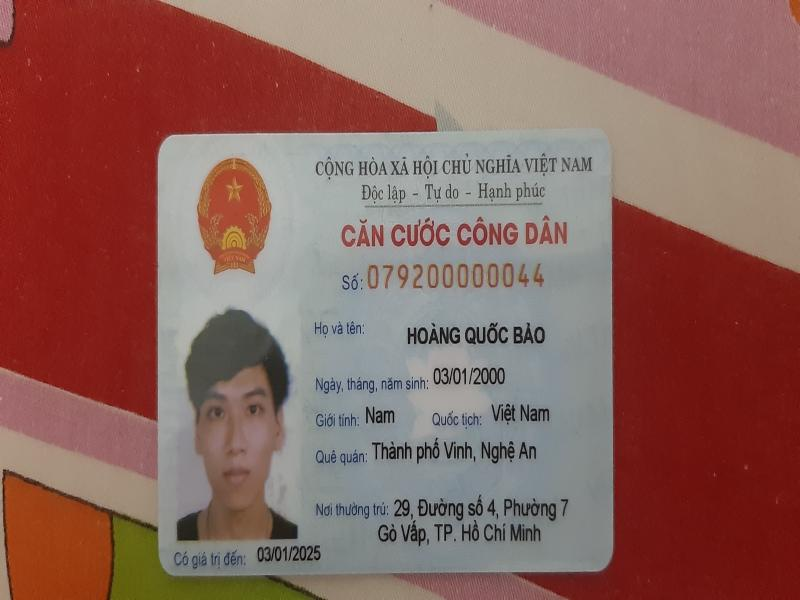 CỘNG HÒA XÃ HỘI CHỦ NGHĨA VIỆT NAM
Độc lập - Tự do - Hạnh phúc
CĂN CƯỚC CÔNG DÂN
Số: 079200000044
Họ và tên: HOÀNG QUỐC BẢO
Ngày, tháng, năm sinh: 03/01/2000
Giới tính: Nam Quốc tịch: Việt Nam
Quê quán: Thành phố Vinh, Nghệ An
Nơi thường trú: 29, Đường số 4, Phường 7
Gò Vấp, TP. Hồ Chí Minh
Có giá trị đến: 03/01/2025